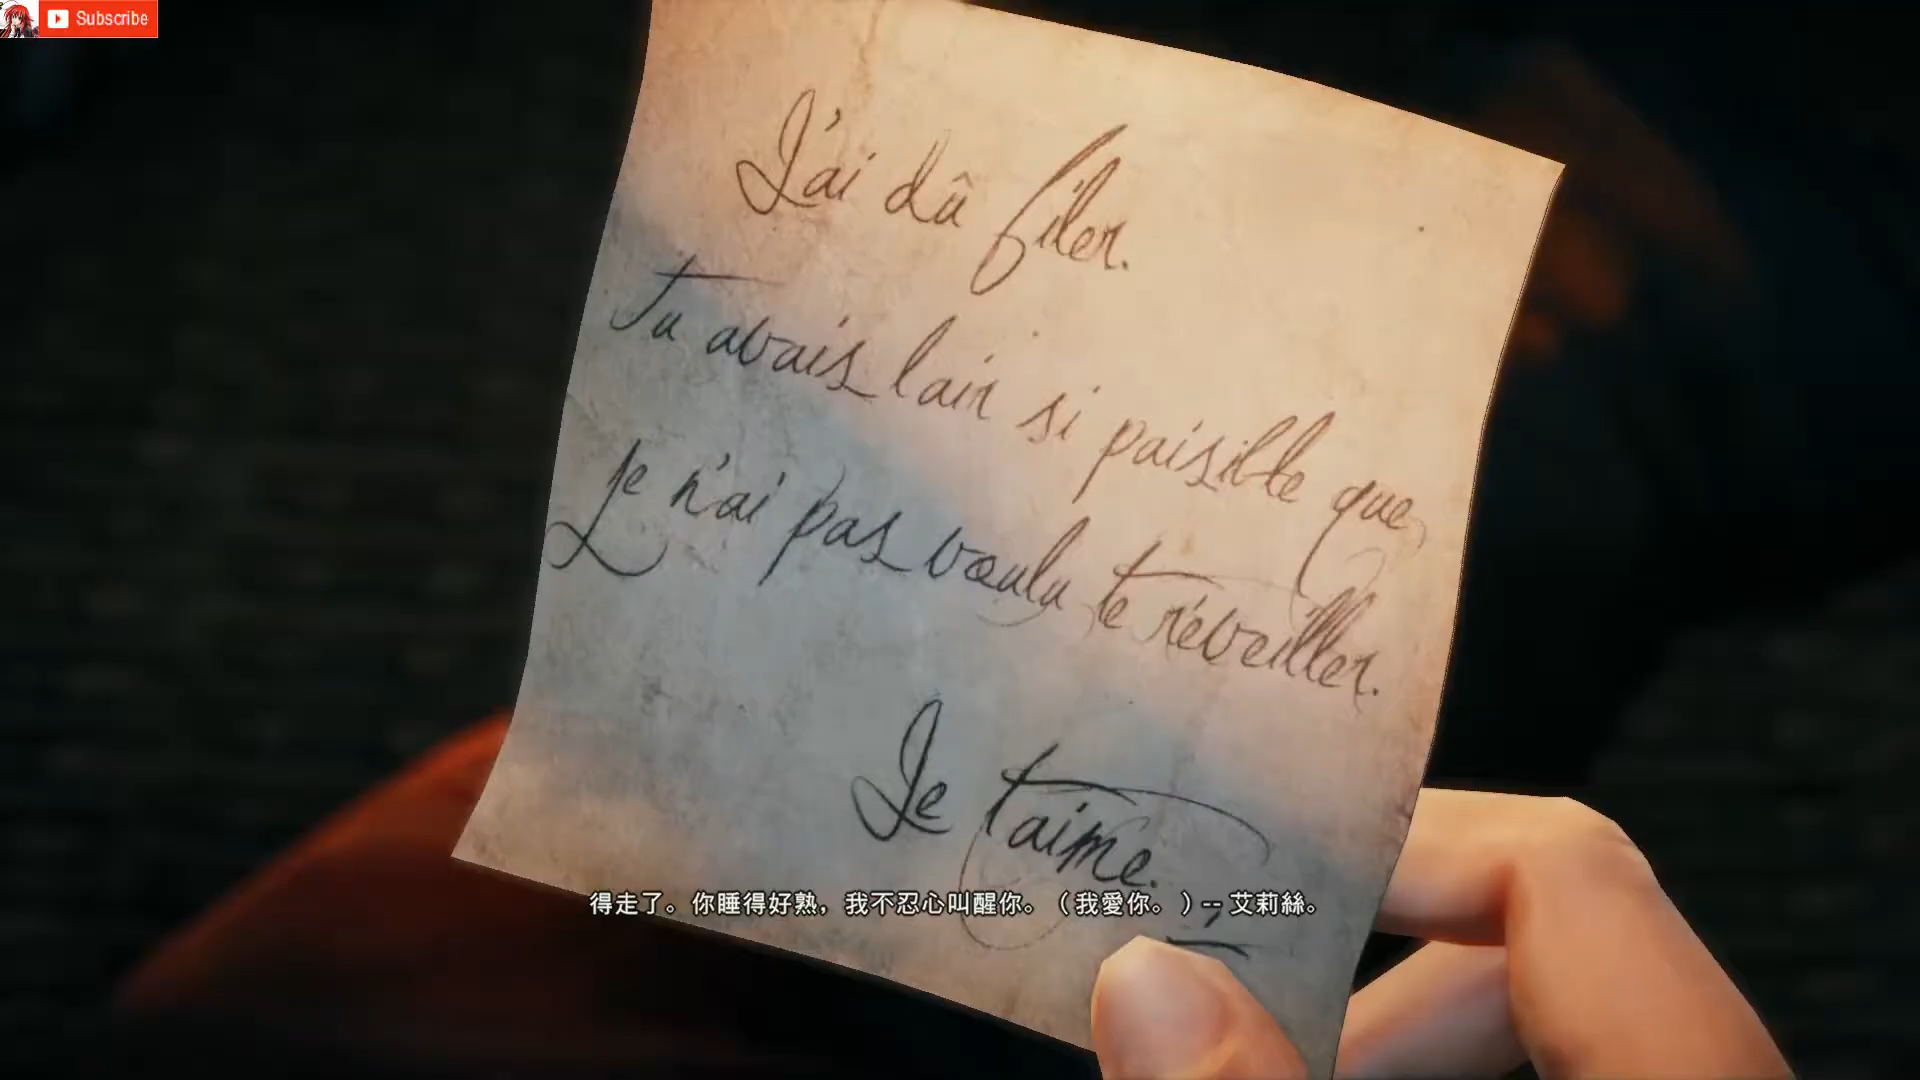 Subscribe
J'ai dû filer.
Tu avais l'air si paisible que
je n'ai pas voulu te réveiller.
Je t'aime.
得走了。你睡得好熟，我不忍心叫醒你。（我愛你。）-- 艾莉絲。